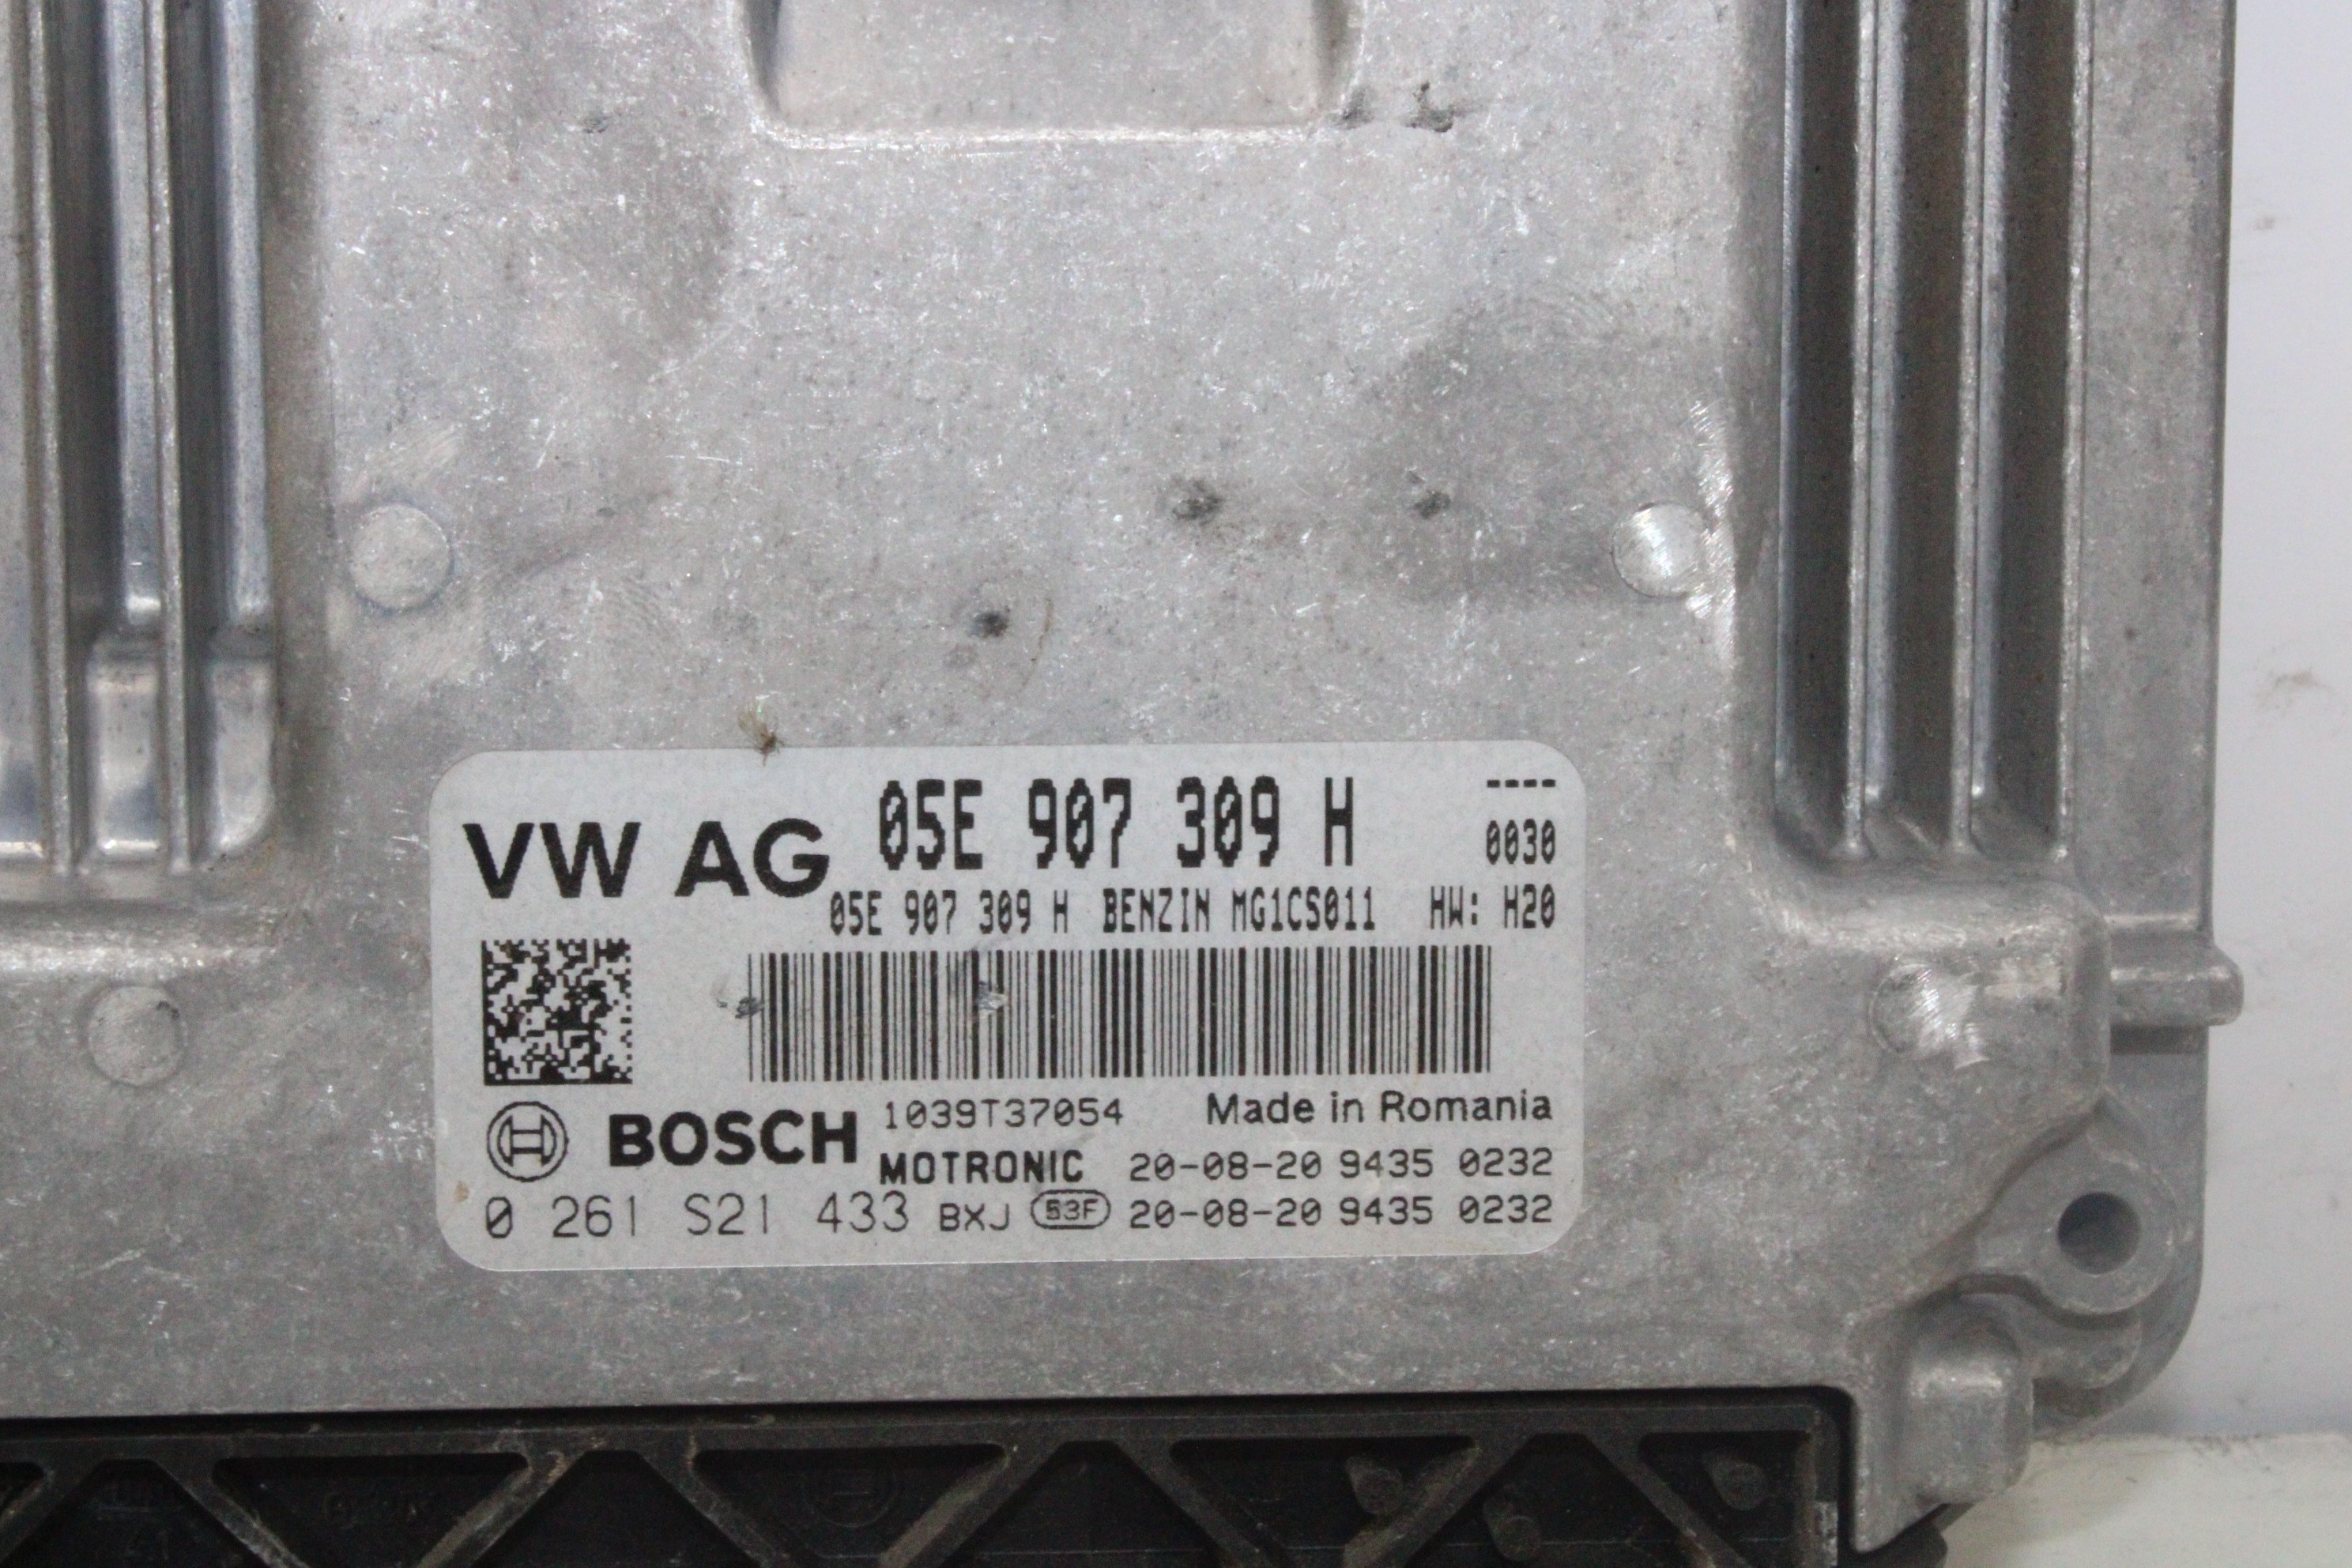 VW AG 05E 907 309 H ----
0030
05E 907 309 H BENZIN MG1CS011 HW: H20
BOSCH 1039T37054 Made in Romania
MOTRONIC 20-08-20 9435 0232
0 261 S21 433 BXJ 53F 20-08-20 9435 0232